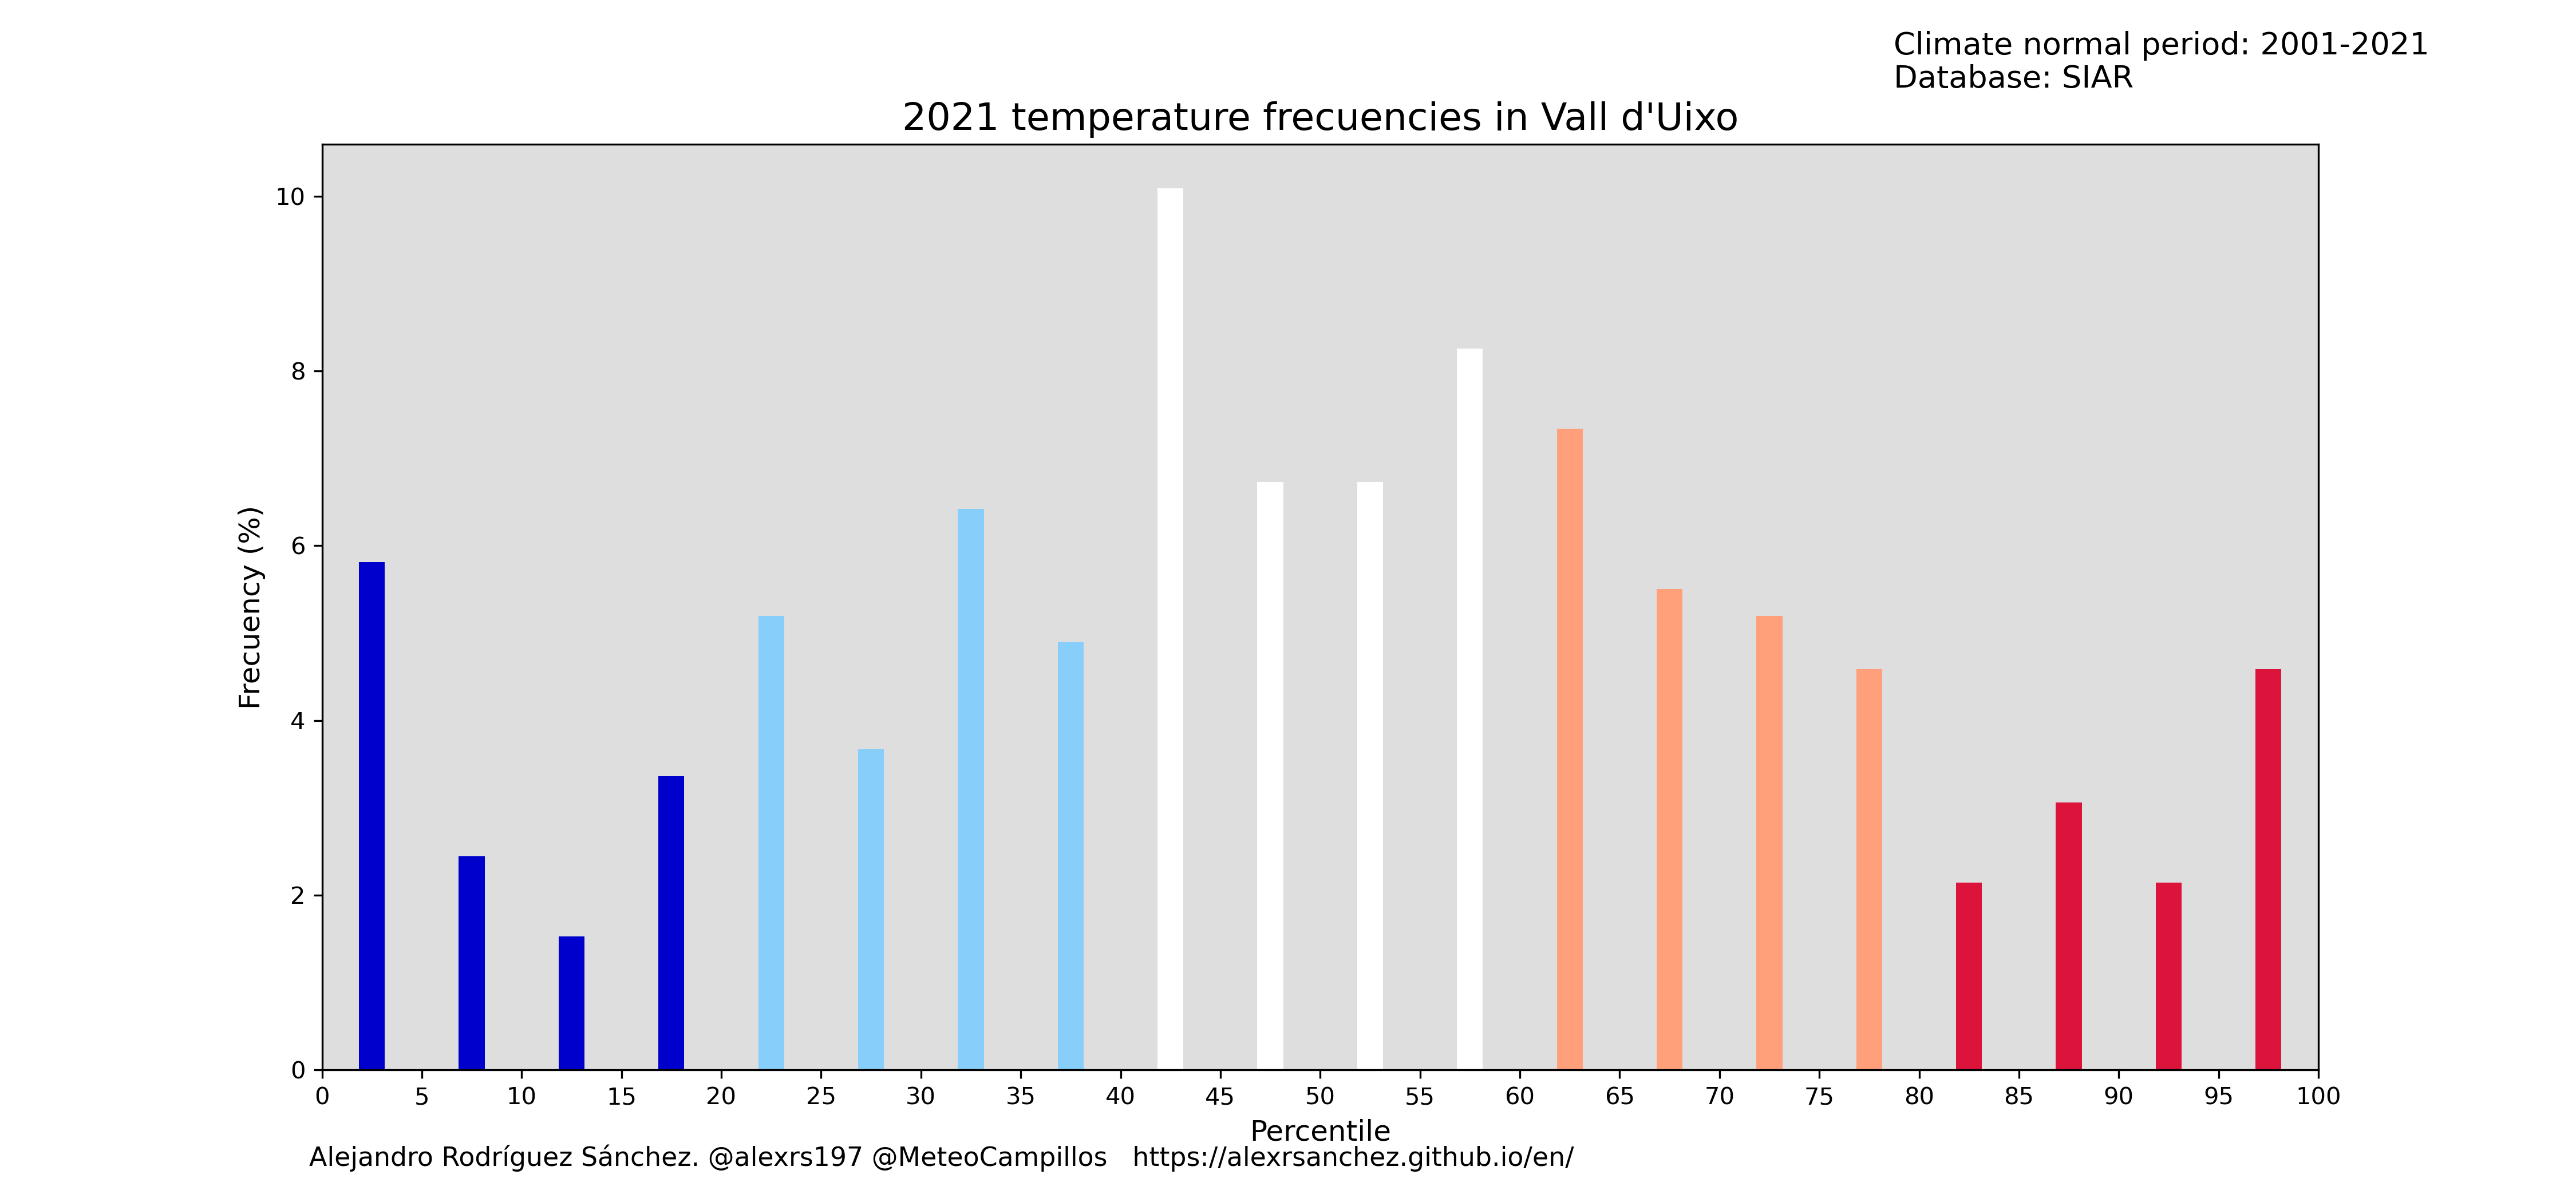 Climate normal period: 2001-2021
Database: SIAR
2021 temperature frecuencies in Vall d'Uixo
Frecuency (%)
10
8
6
4
2
0
0 5 10 15 20 25 30 35 40 45 50 55 60 65 70 75 80 85 90 95 100
Percentile
Alejandro Rodríguez Sánchez. @alexrs197 @MeteoCampillos https://alexrsanchez.github.io/en/